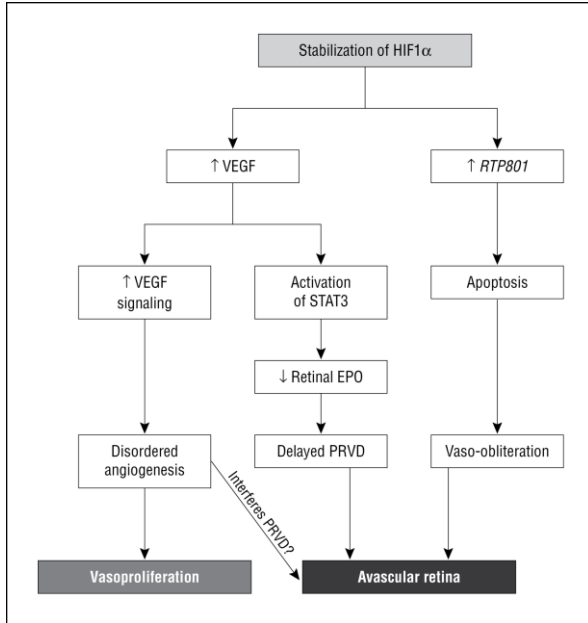 Stabilization of HIF1α
↑ VEGF
↑ RTP801
↑ VEGF
signaling
Activation
of STAT3
Apoptosis
↓ Retinal EPO
Disordered
angiogenesis
Delayed PRVD
Vaso-obliteration
Interferes PRVD?
Vasoproliferation
Avascular retina